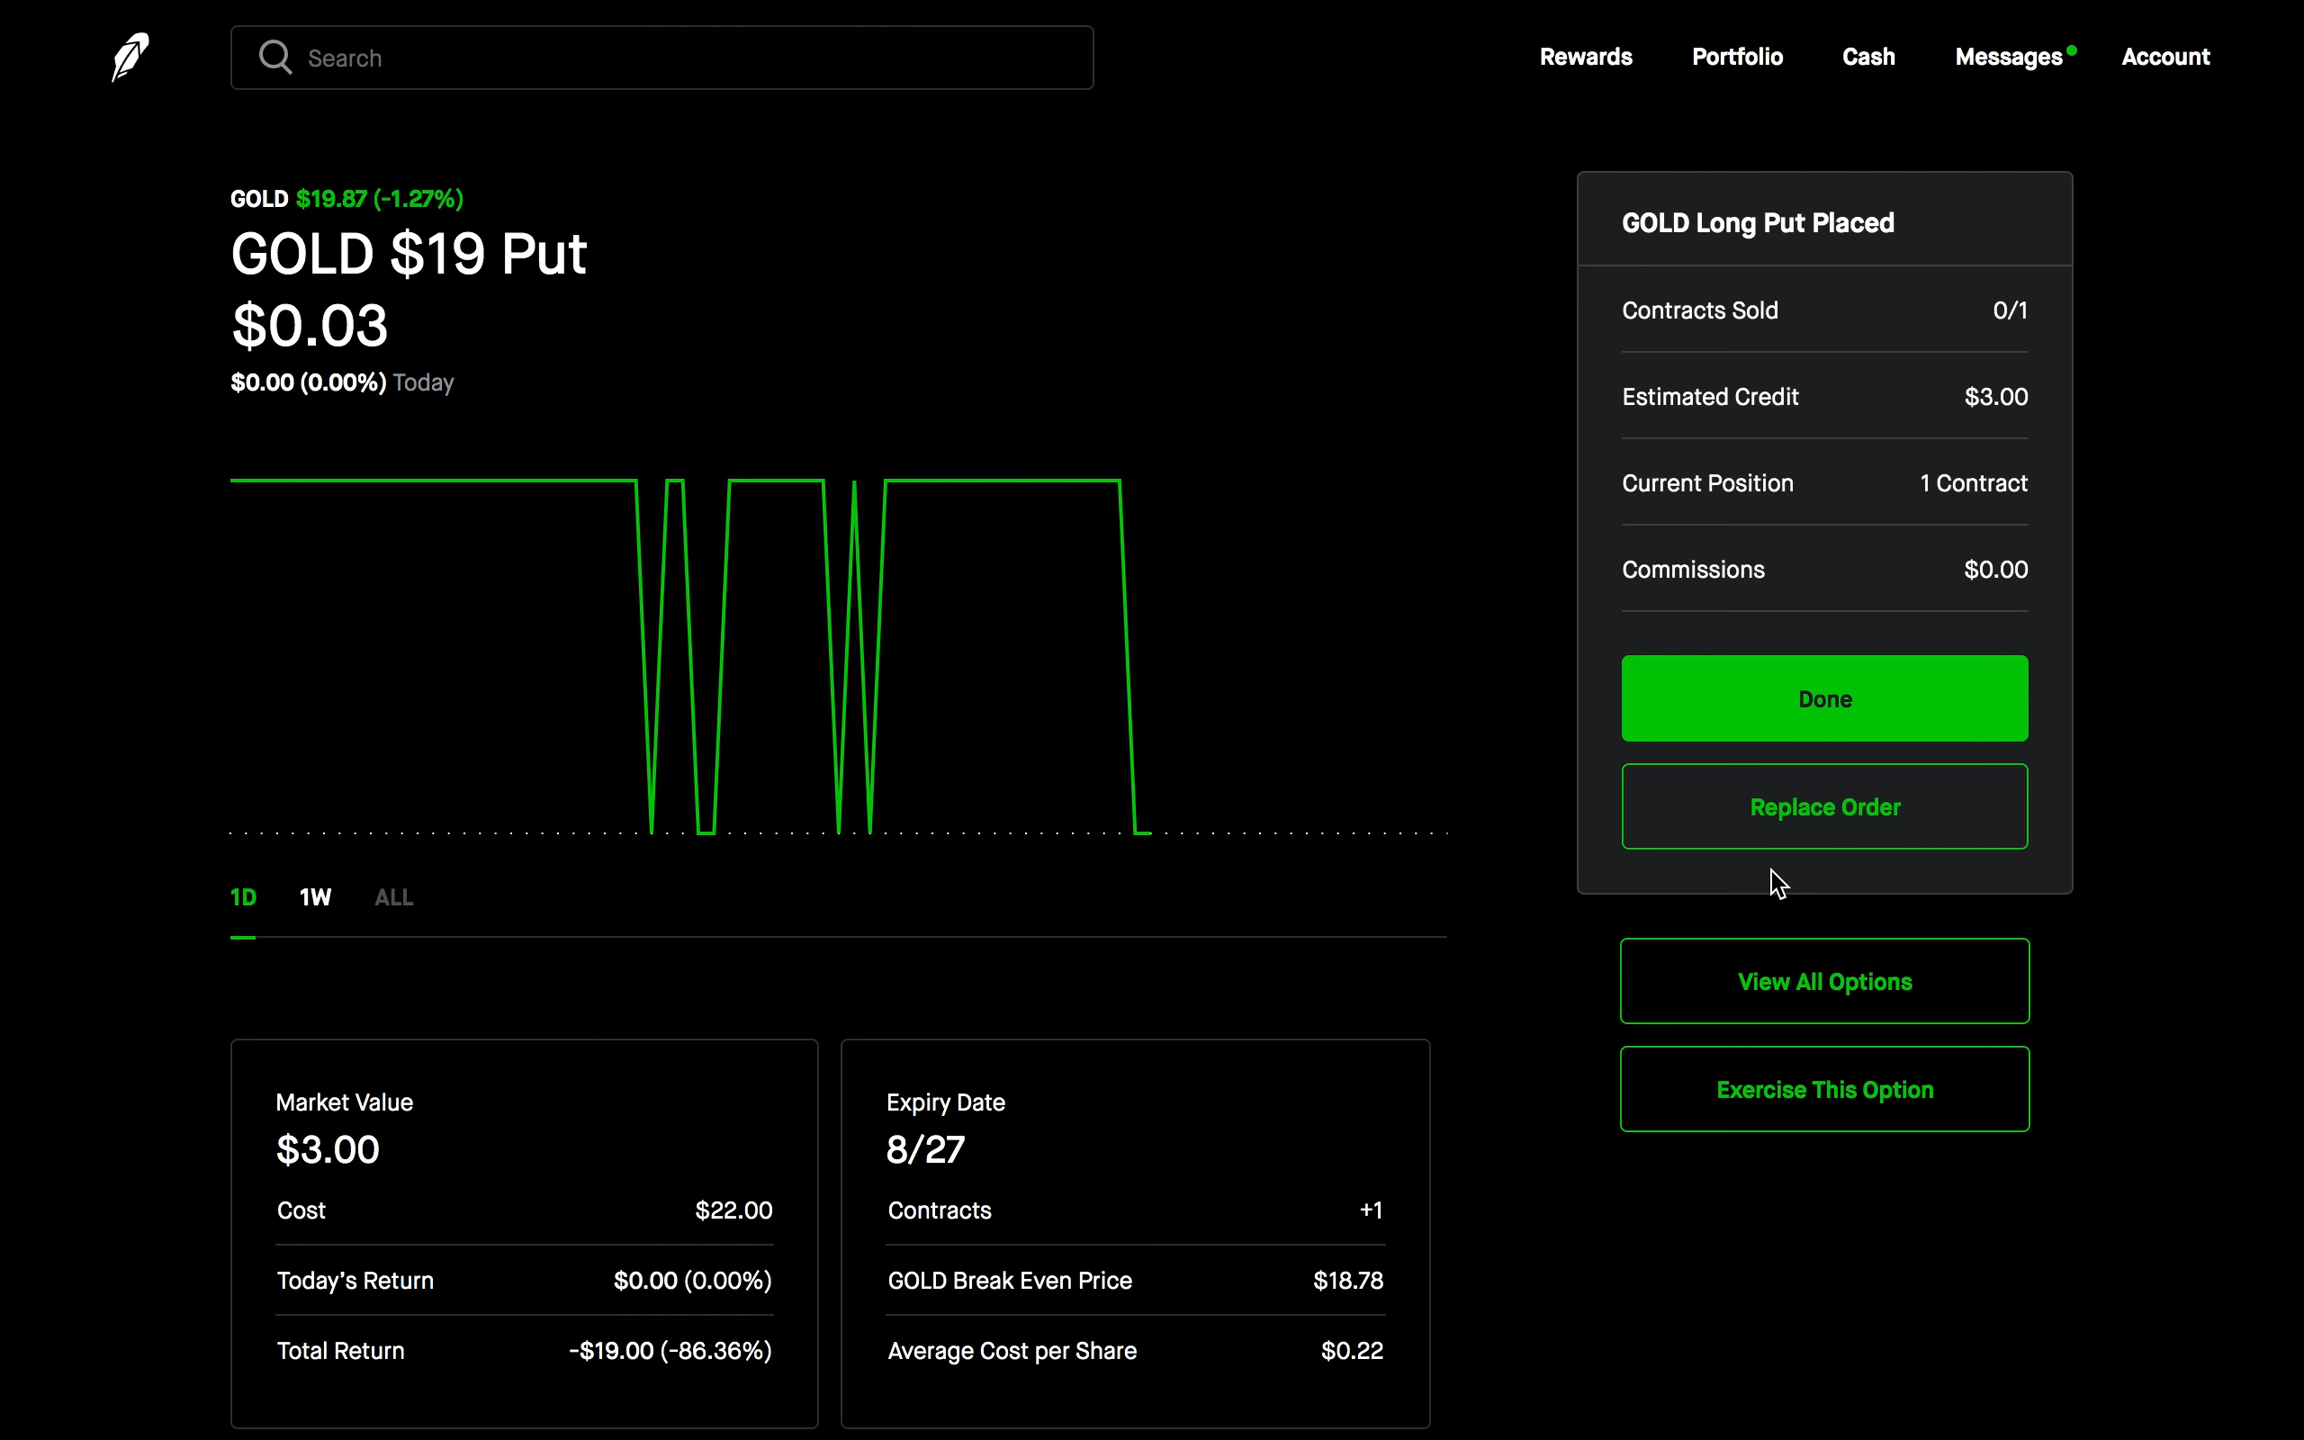 Search
Rewards Portfolio Cash Messages Account
GOLD $19.87 (-1.27%)
GOLD $19 Put
$0.03
$0.00 (0.00%) Today
1D 1W ALL
Market Value
$3.00
Cost $22.00
Today's Return $0.00 (0.00%)
Total Return -$19.00 (-86.36%)
Expiry Date
8/27
Contracts +1
GOLD Break Even Price $18.78
Average Cost per Share $0.22
GOLD Long Put Placed
Contracts Sold 0/1
Estimated Credit $3.00
Current Position 1 Contract
Commissions $0.00
Done
Replace Order
View All Options
Exercise This Option